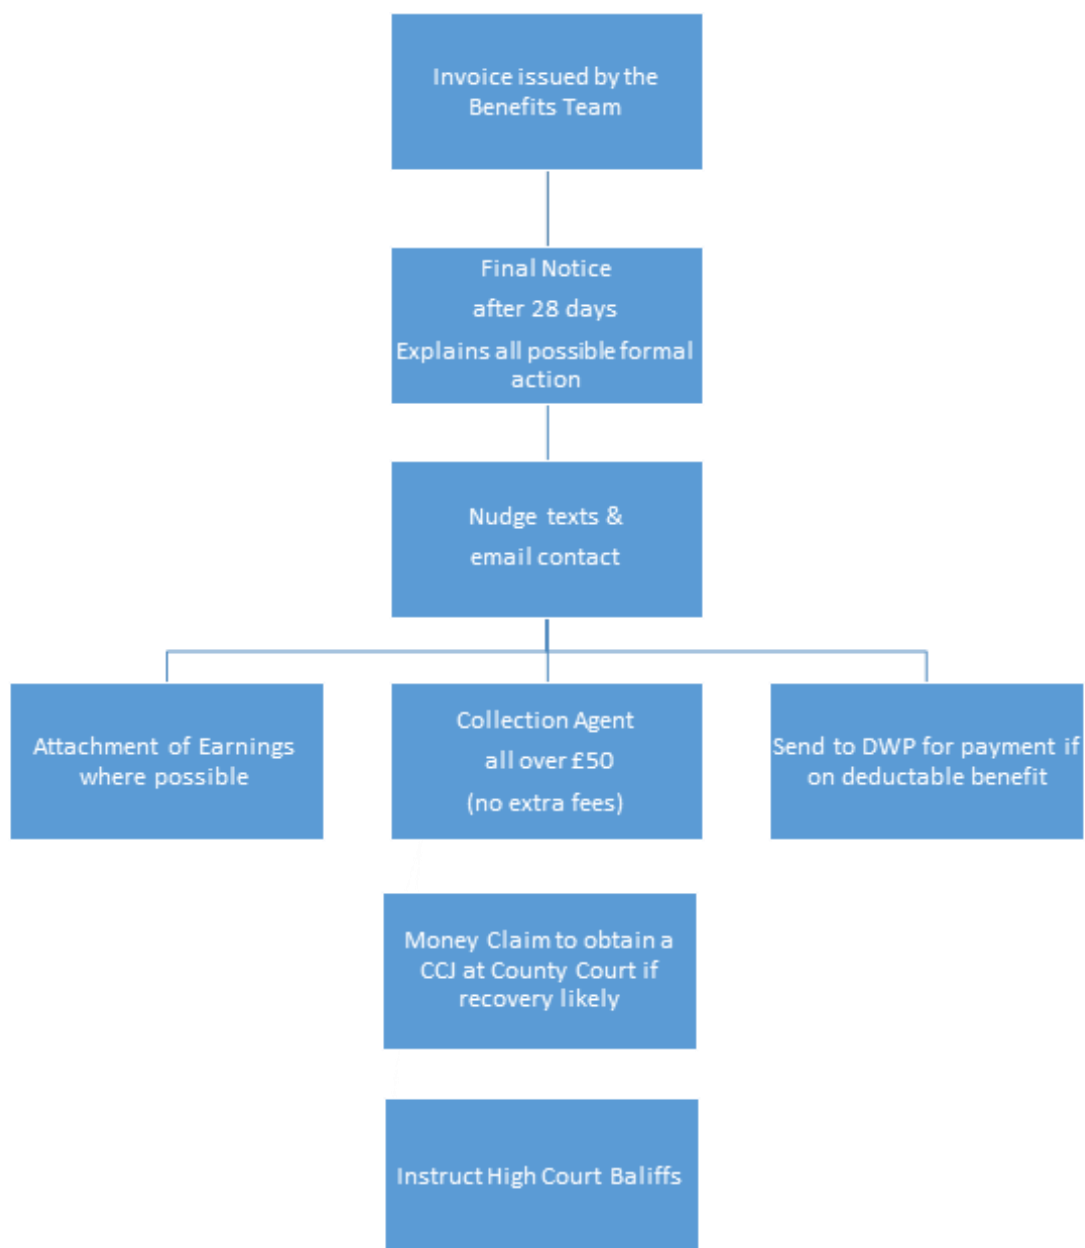 Invoice issued by the
Benefits Team
Final Notice
after 28 days
Explains all possible formal
action
Nudge texts &
email contact
Attachment of Earnings
where possible
Collection Agent
all over £50
(no extra fees)
Send to DWP for payment if
on deductable benefit
Money Claim to obtain a
CCJ at County Court if
recovery likely
Instruct High Court Baliffs